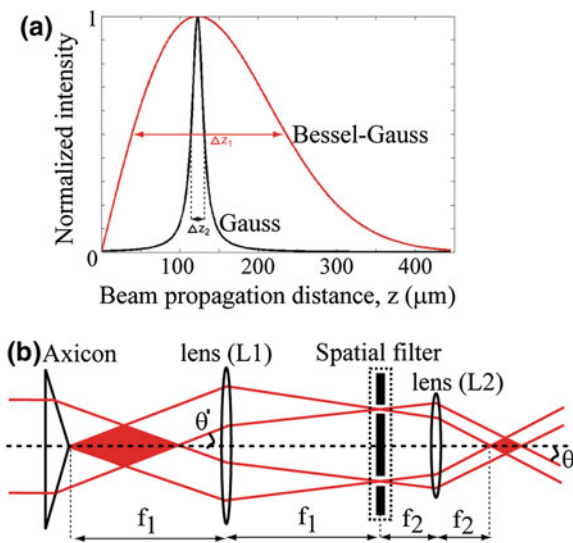 (a)
1
Normalized intensity
Bessel-Gauss
Δz₁
Gauss
Δz₂
0
0 100 200 300 400
Beam propagation distance, z (μm)
(b)
Axicon
lens (L1)
Spatial filter
lens (L2)
θ'
θ
f₁
f₁
f₂
f₂